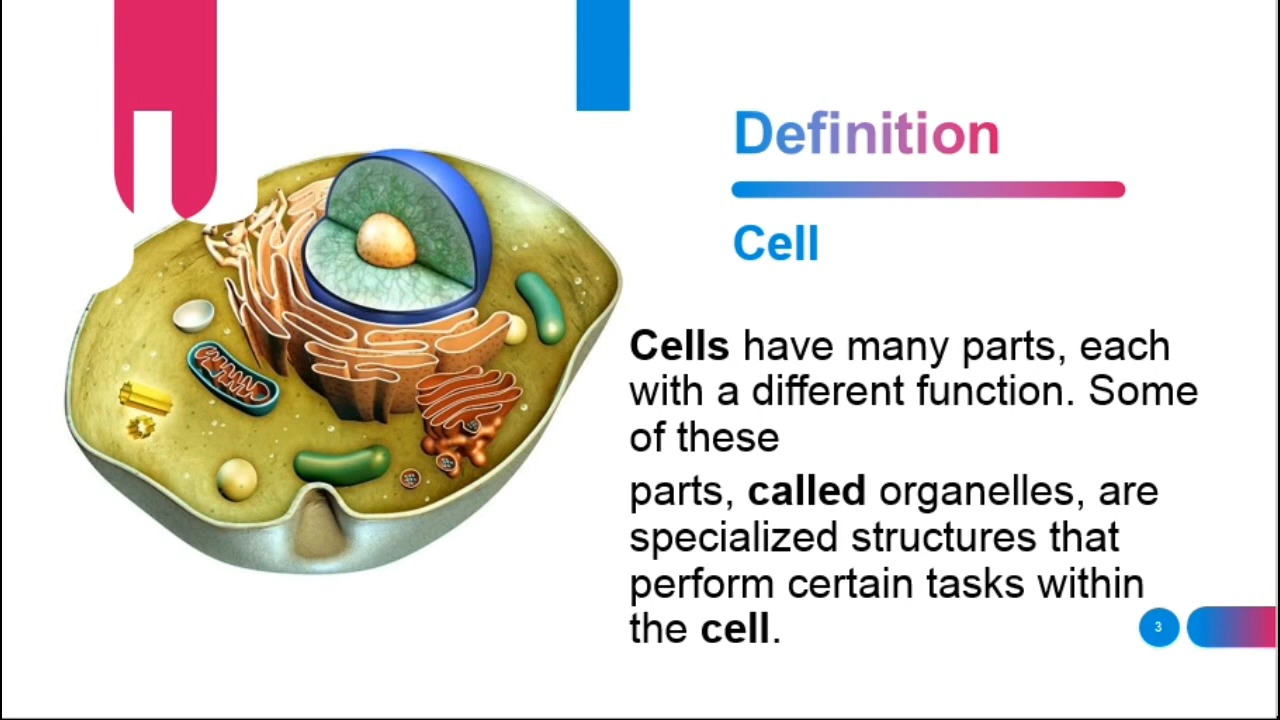 Definition
Cell
Cells have many parts, each
with a different function. Some
of these
parts, called organelles, are
specialized structures that
perform certain tasks within
the cell.
3